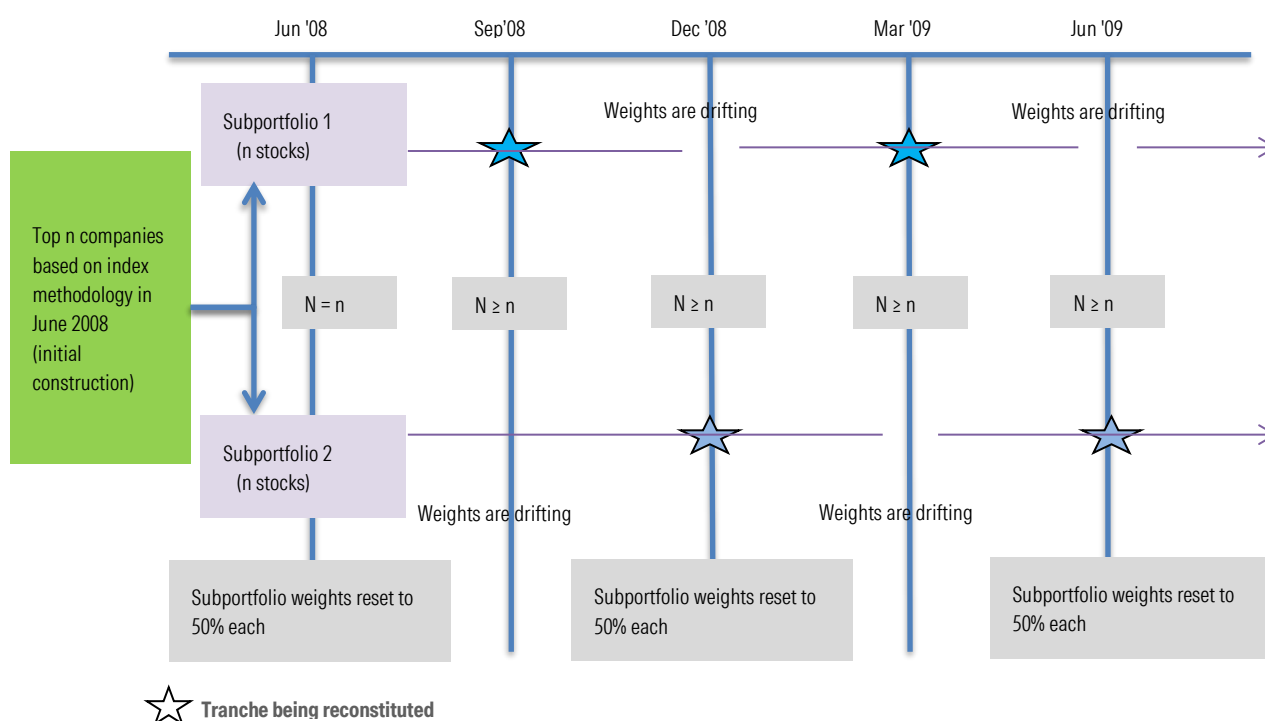 Jun '08
Sep'08
Dec '08
Mar '09
Jun '09
Subportfolio 1
(n stocks)
Weights are drifting
Weights are drifting
Top n companies
based on index
methodology in
June 2008
(initial
construction)
N = n
N ≥ n
N ≥ n
N ≥ n
N ≥ n
Subportfolio 2
(n stocks)
Weights are drifting
Weights are drifting
Subportfolio weights reset to
50% each
Subportfolio weights reset to
50% each
Subportfolio weights reset to
50% each
Tranche being reconstituted